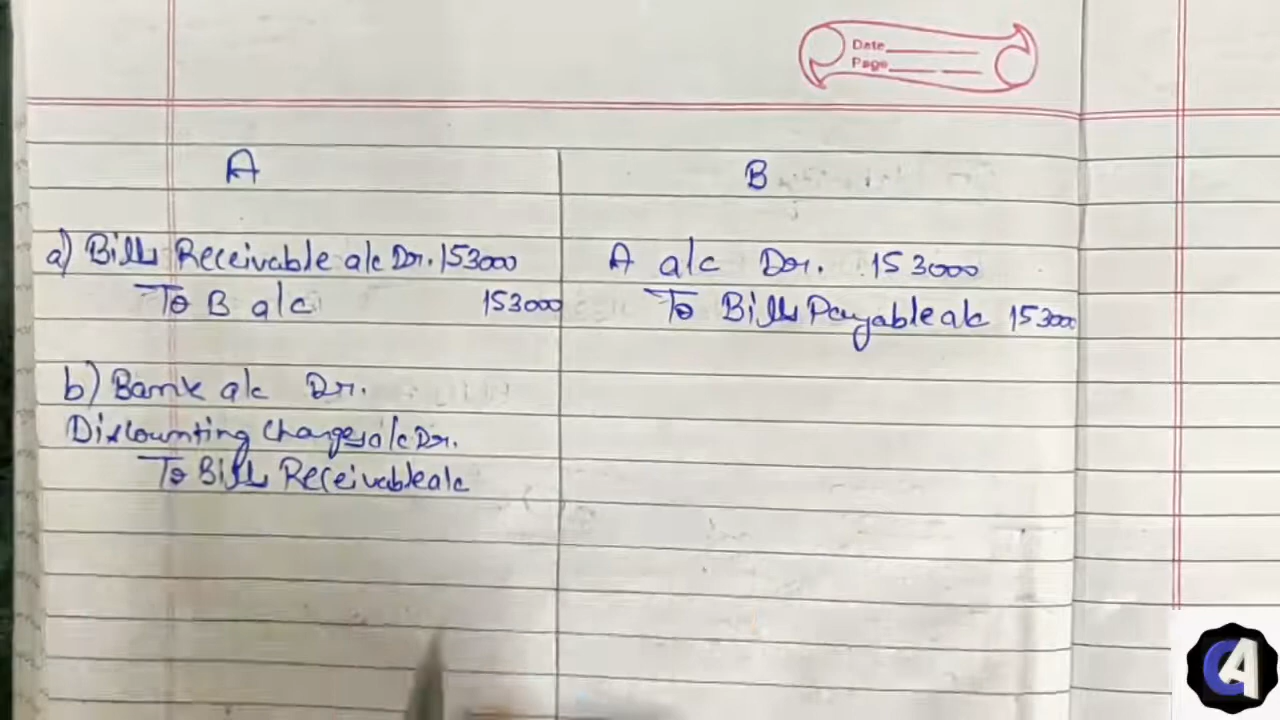 Date
Page
A
B
a) Bills Receivable a/c Dr. 153000
To B a/c 153000
A a/c Dr. 153000
To Bills Payable a/c 153000
b) Bank a/c Dr.
Discounting Charges a/c Dr.
To Bills Receivable a/c
CA